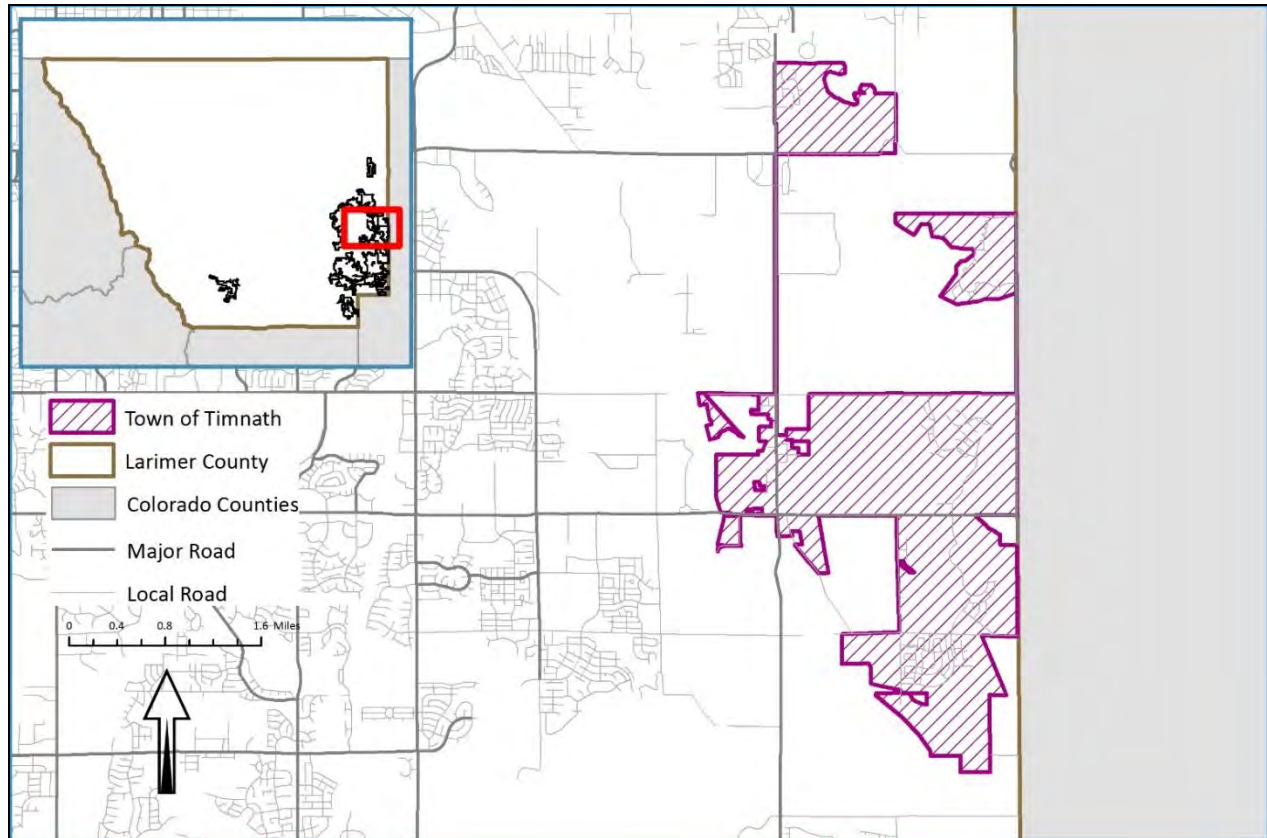 Town of Timnath
Larimer County
Colorado Counties
Major Road
Local Road
0 0.4 0.8 1.6 Miles